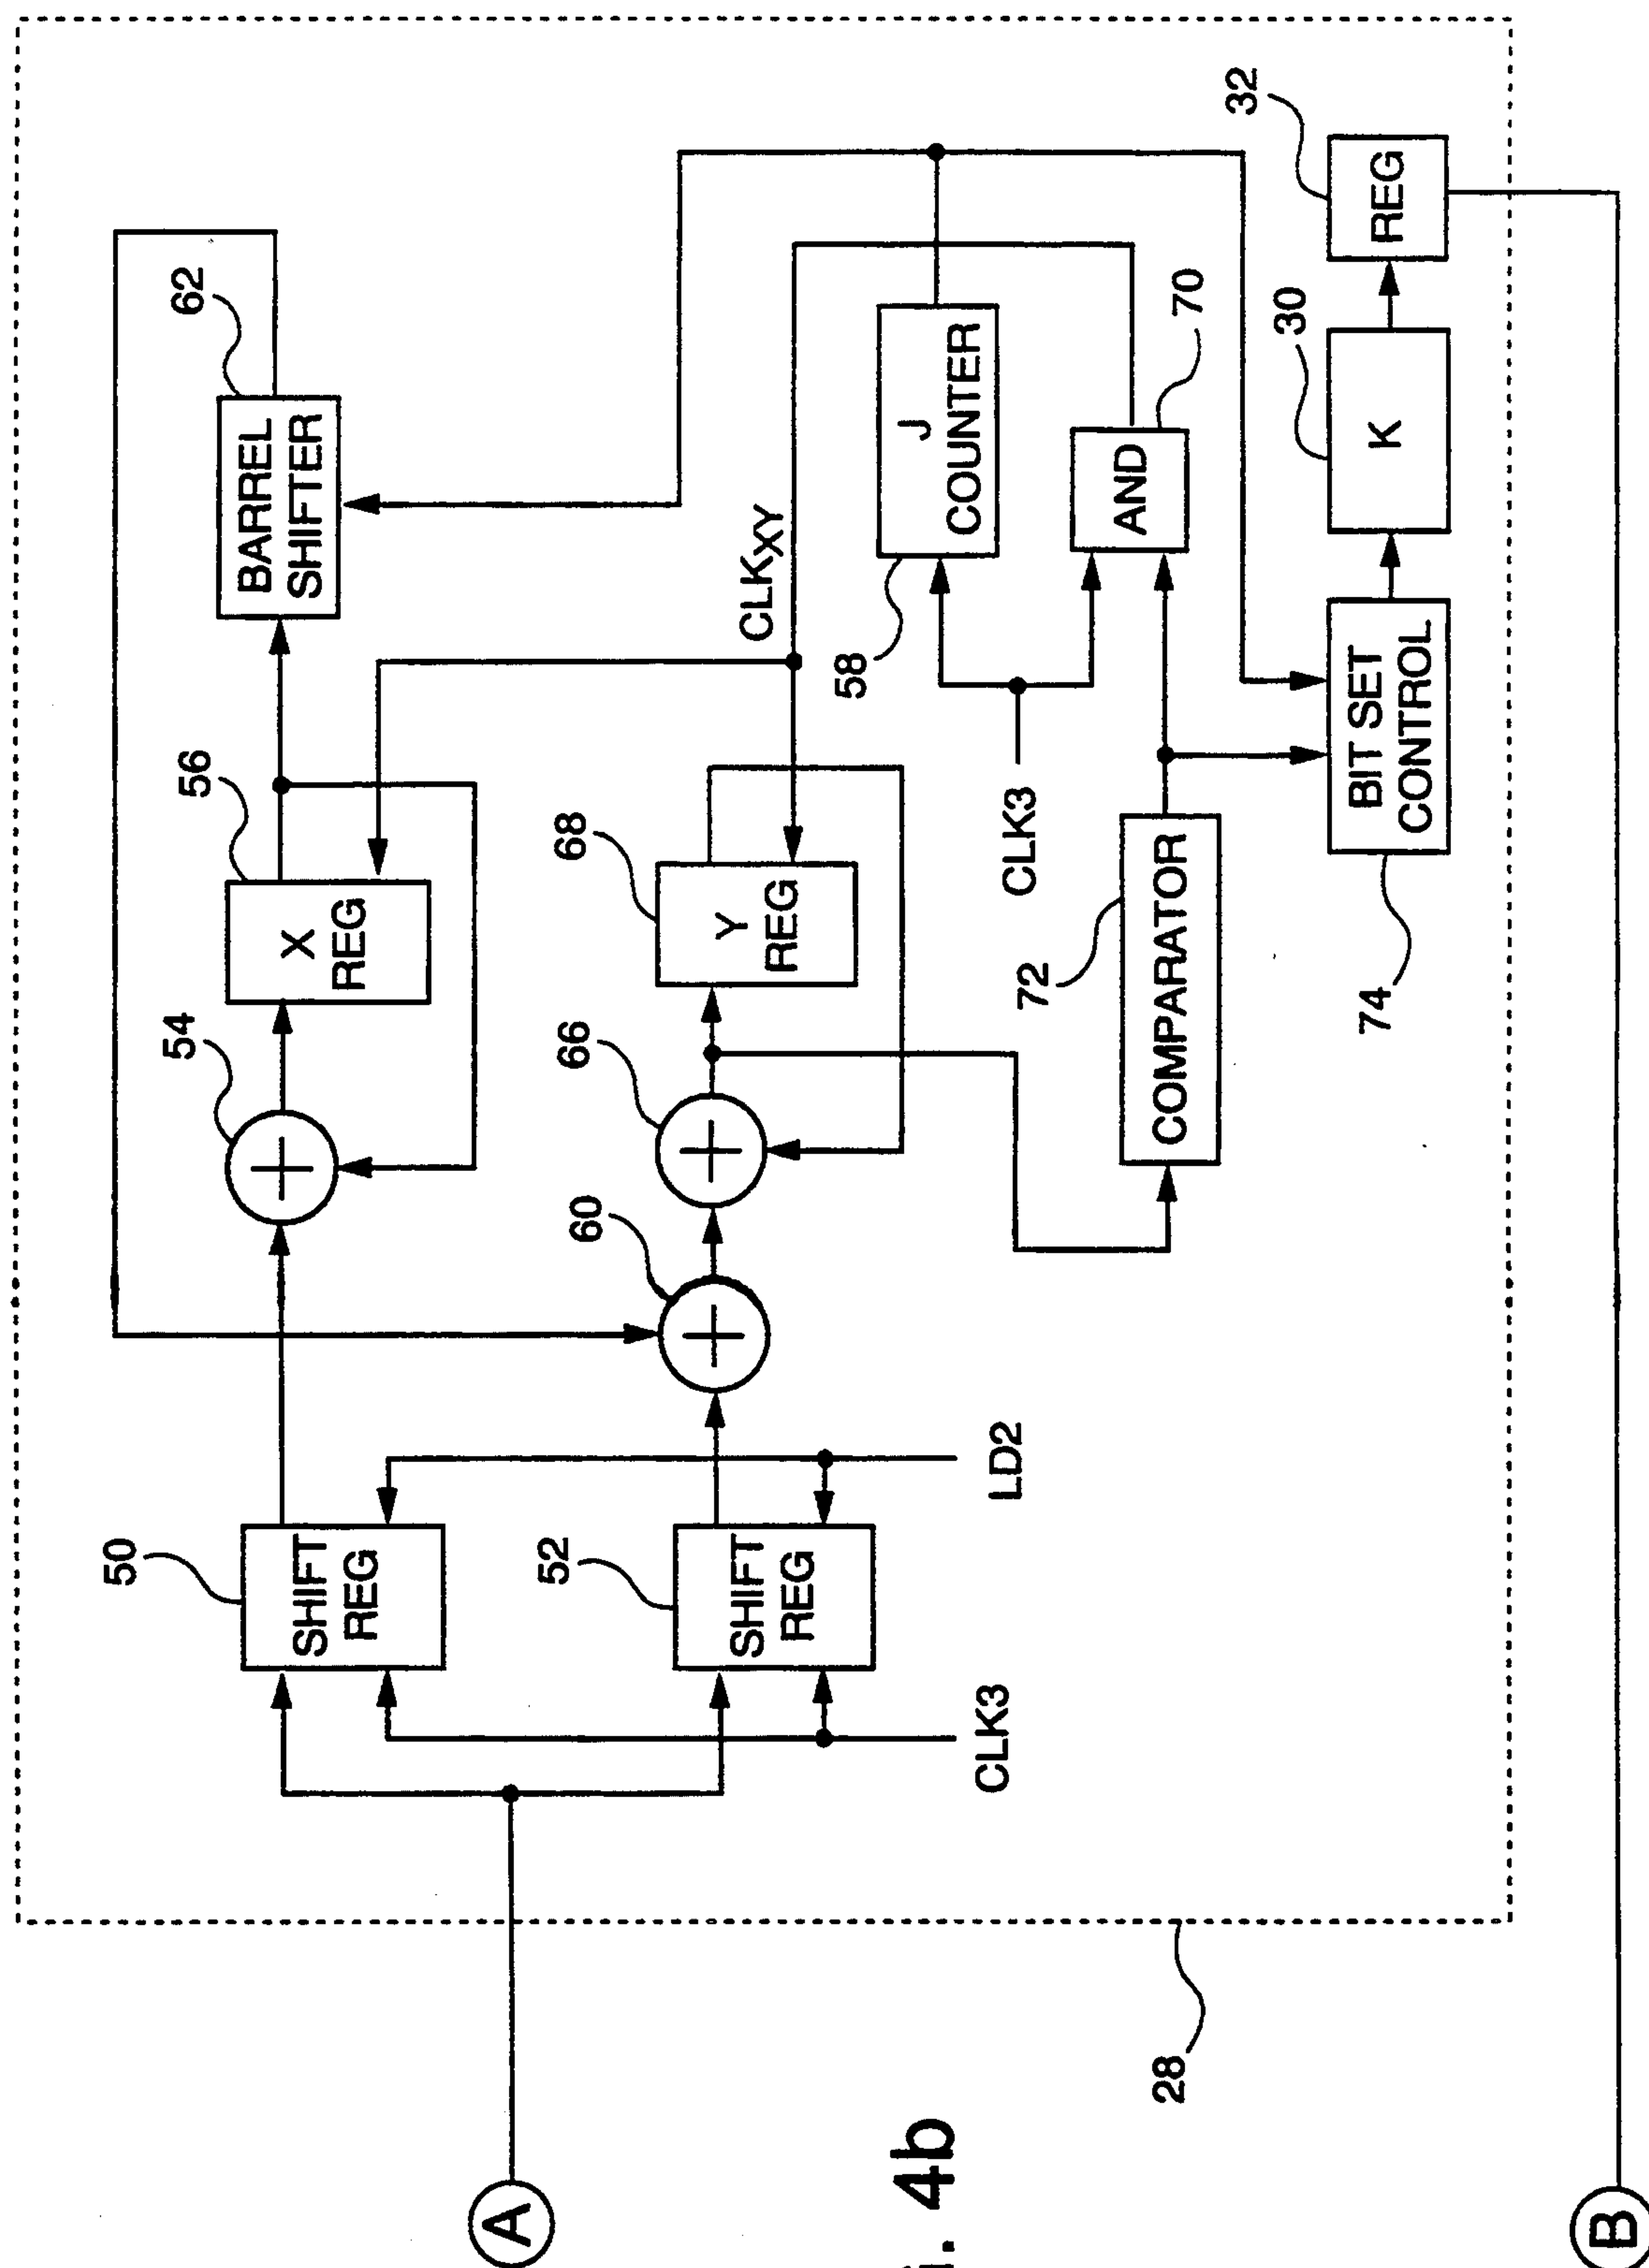 62
BARREL
SHIFTER
56
X
REG
54
50
SHIFT
REG
CLKXY
68
Y
REG
66
60
52
SHIFT
REG
58
J
COUNTER
70
AND
CLK3
72
COMPARATOR
LD2
CLK3
32
REG
30
K
BIT SET
CONTROL
74
28
A
4b
B